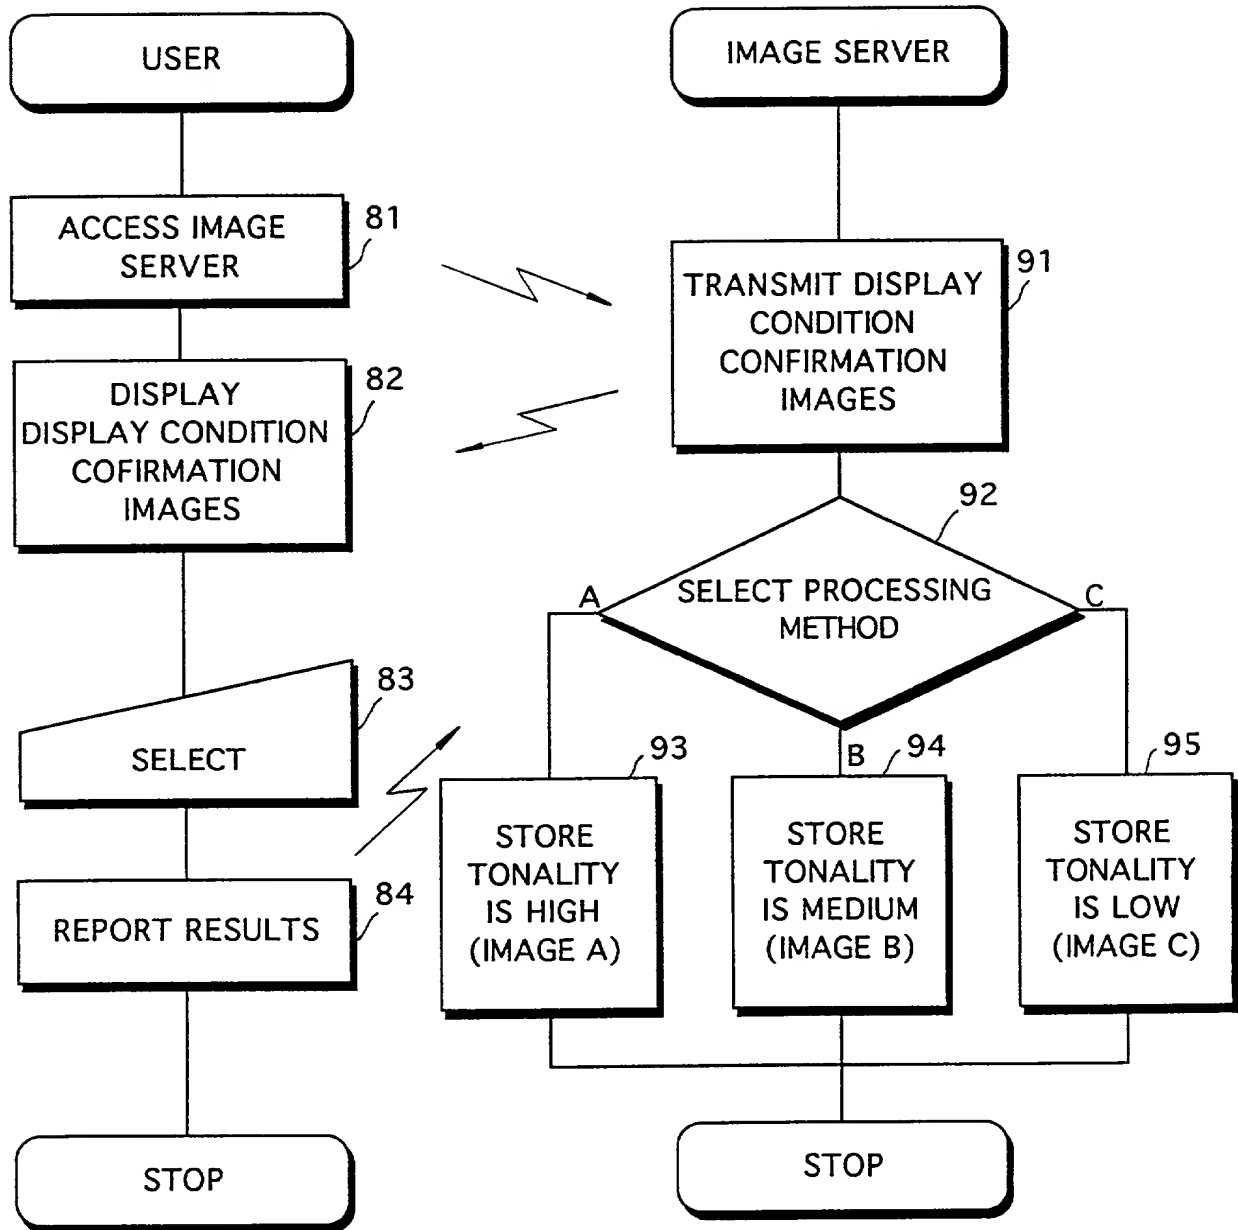 USER
ACCESS IMAGE
SERVER
81
DISPLAY
DISPLAY CONDITION
COFIRMATION
IMAGES
82
SELECT
83
REPORT RESULTS
84
STOP
IMAGE SERVER
TRANSMIT DISPLAY
CONDITION
CONFIRMATION
IMAGES
91
SELECT PROCESSING
METHOD
92
A
B
C
STORE
TONALITY
IS HIGH
(IMAGE A)
93
STORE
TONALITY
IS MEDIUM
(IMAGE B)
94
STORE
TONALITY
IS LOW
(IMAGE C)
95
STOP